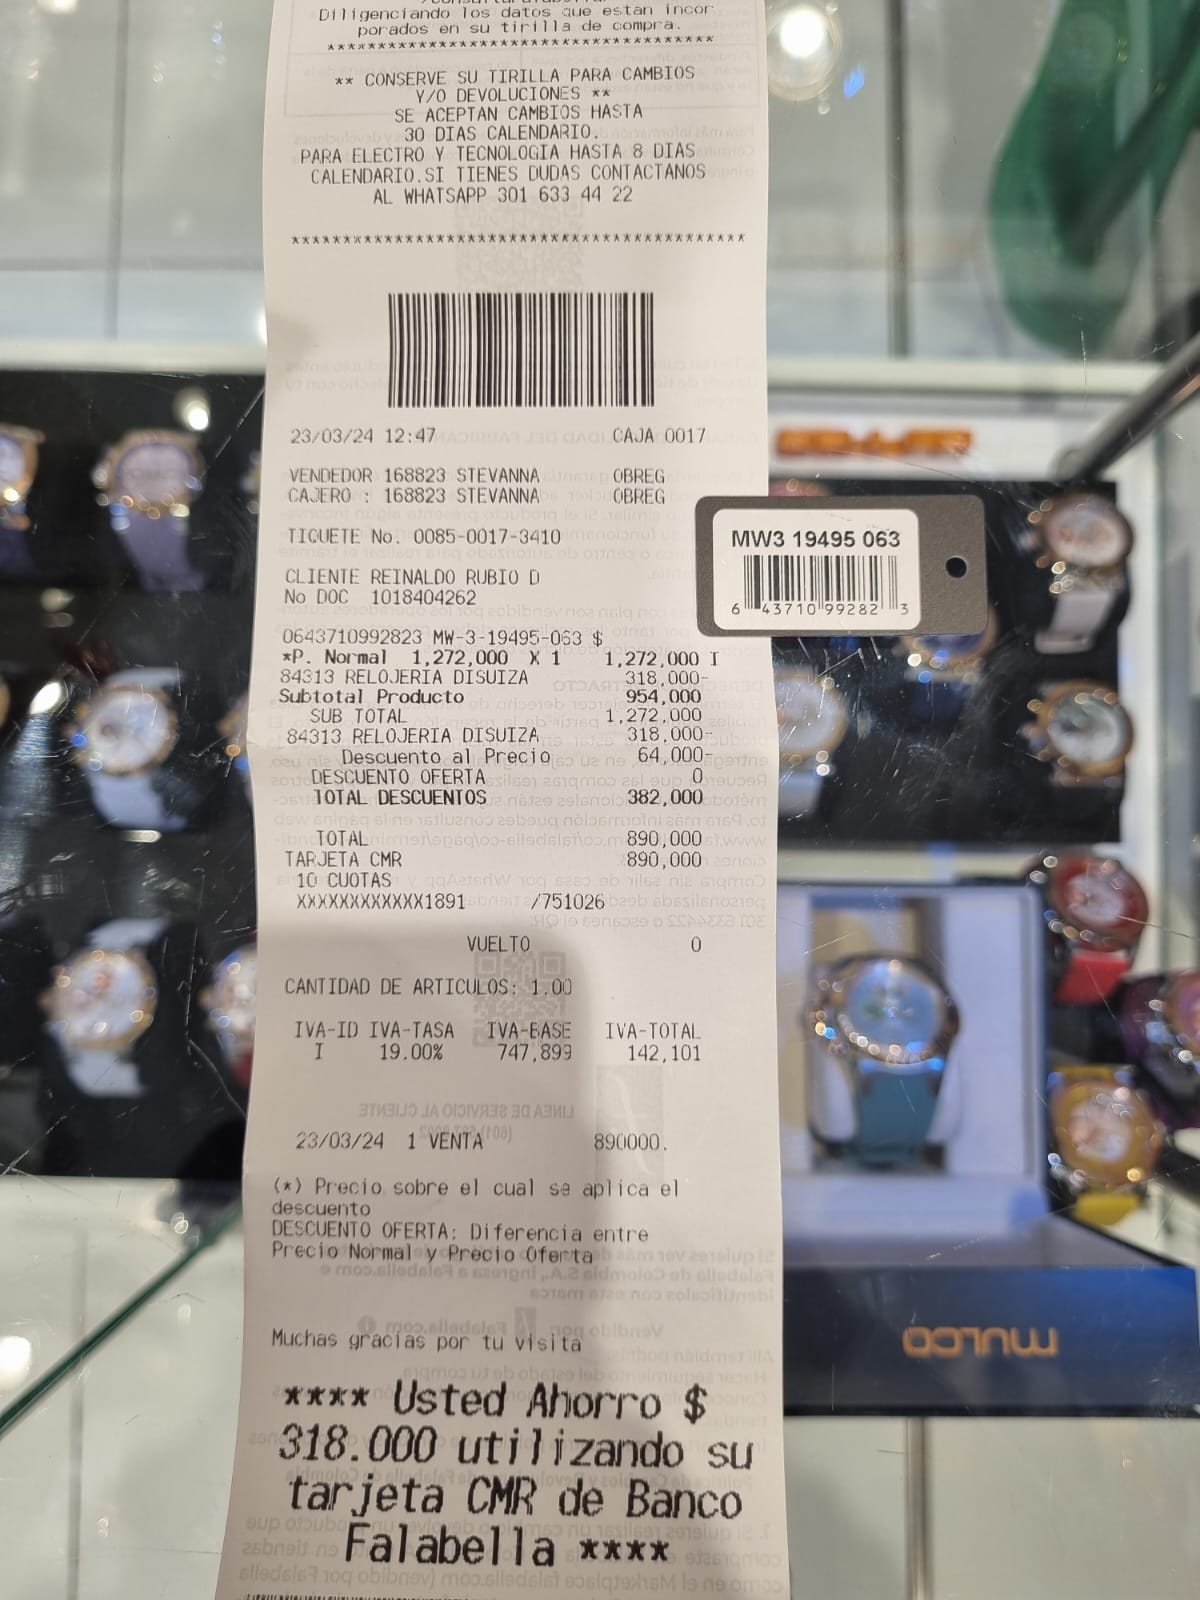 Diligenciando los datos que estan incor
porados en su tirilla de compra.
*************************************
** CONSERVE SU TIRILLA PARA CAMBIOS
Y/O DEVOLUCIONES **
SE ACEPTAN CAMBIOS HASTA
30 DIAS CALENDARIO.
PARA ELECTRO Y TECNOLOGIA HASTA 8 DIAS
CALENDARIO.SI TIENES DUDAS CONTACTANOS
AL WHATSAPP 301 633 44 22
********************************************
23/03/24 12:47 CAJA 0017
VENDEDOR 168823 STEVANNA OBREG
CAJERO : 168823 STEVANNA OBREG
TIQUETE No. 0085-0017-3410
CLIENTE REINALDO RUBIO D
No DOC 1018404262
0643710992823 MW-3-19495-063 $
*P. Normal 1,272,000 X 1 1,272,000 I
84313 RELOJERIA DISUIZA 318,000-
Subtotal Producto 954,000
SUB TOTAL 1,272,000
84313 RELOJERIA DISUIZA 318,000-
Descuento al Precio 64,000-
DESCUENTO OFERTA 0
TOTAL DESCUENTOS 382,000
TOTAL 890,000
TARJETA CMR 890,000
10 CUOTAS
XXXXXXXXXXXX1891 /751026
VUELTO 0
CANTIDAD DE ARTICULOS: 1,00
IVA-ID IVA-TASA IVA-BASE IVA-TOTAL
I 19.00% 747,899 142,101
23/03/24 1 VENTA 890000.
(*) Precio sobre el cual se aplica el
descuento
DESCUENTO OFERTA: Diferencia entre
Precio Normal y Precio Oferta
Muchas gracias por tu visita
**** Usted Ahorro $
318.000 utilizando su
tarjeta CMR de Banco
Falabella ****
MW3 19495 063
6 43710 99282 3
mulco